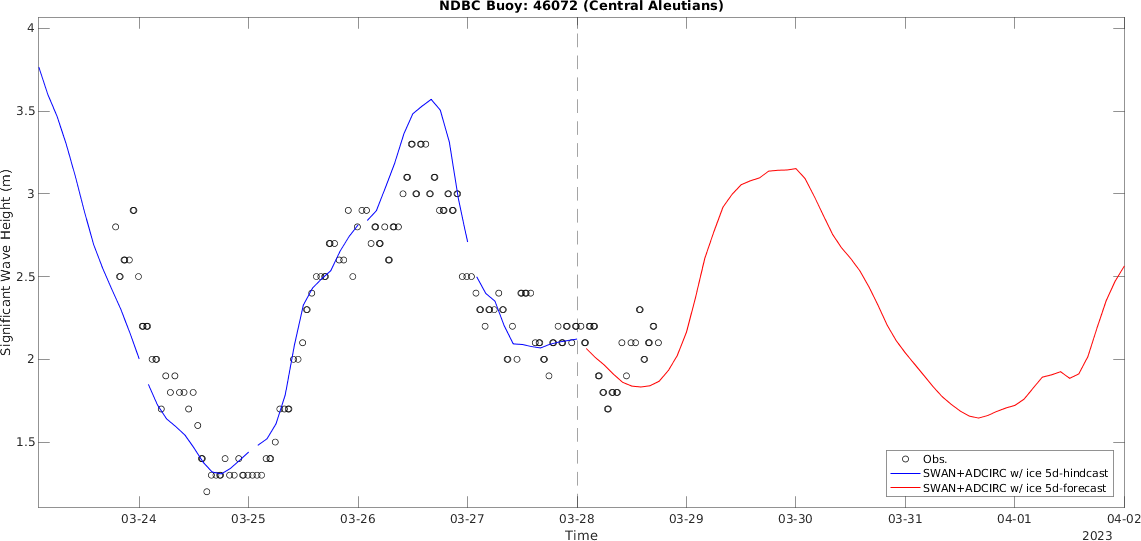 NDBC Buoy: 46072 (Central Aleutians)
Significant Wave Height (m)
4
3.5
3
2.5
2
1.5
Obs.
SWAN+ADCIRC w/ ice 5d-hindcast
SWAN+ADCIRC w/ ice 5d-forecast
03-24 03-25 03-26 03-27 03-28 03-29 03-30 03-31 04-01 04-02
Time
2023